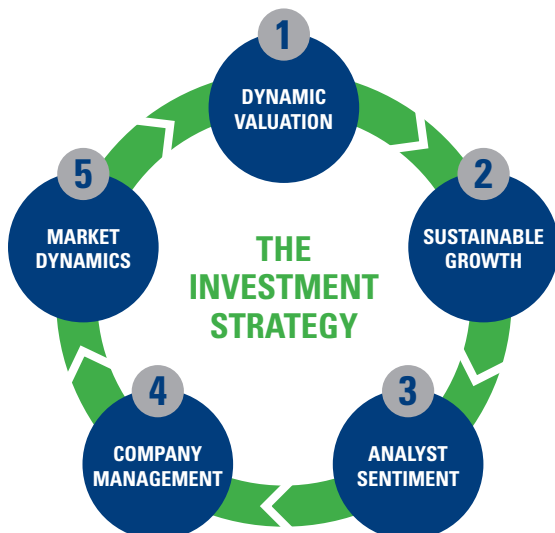 1
DYNAMIC
VALUATION
2
SUSTAINABLE
GROWTH
3
ANALYST
SENTIMENT
4
COMPANY
MANAGEMENT
5
MARKET
DYNAMICS
THE
INVESTMENT
STRATEGY